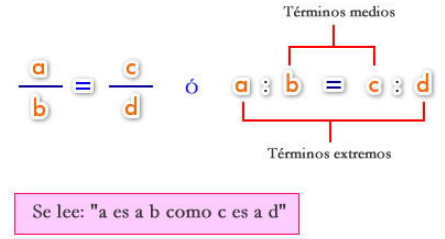 Términos medios
a/b = c/d Ó a : b = c : d
Términos extremos
Se lee: "a es a b como c es a d"